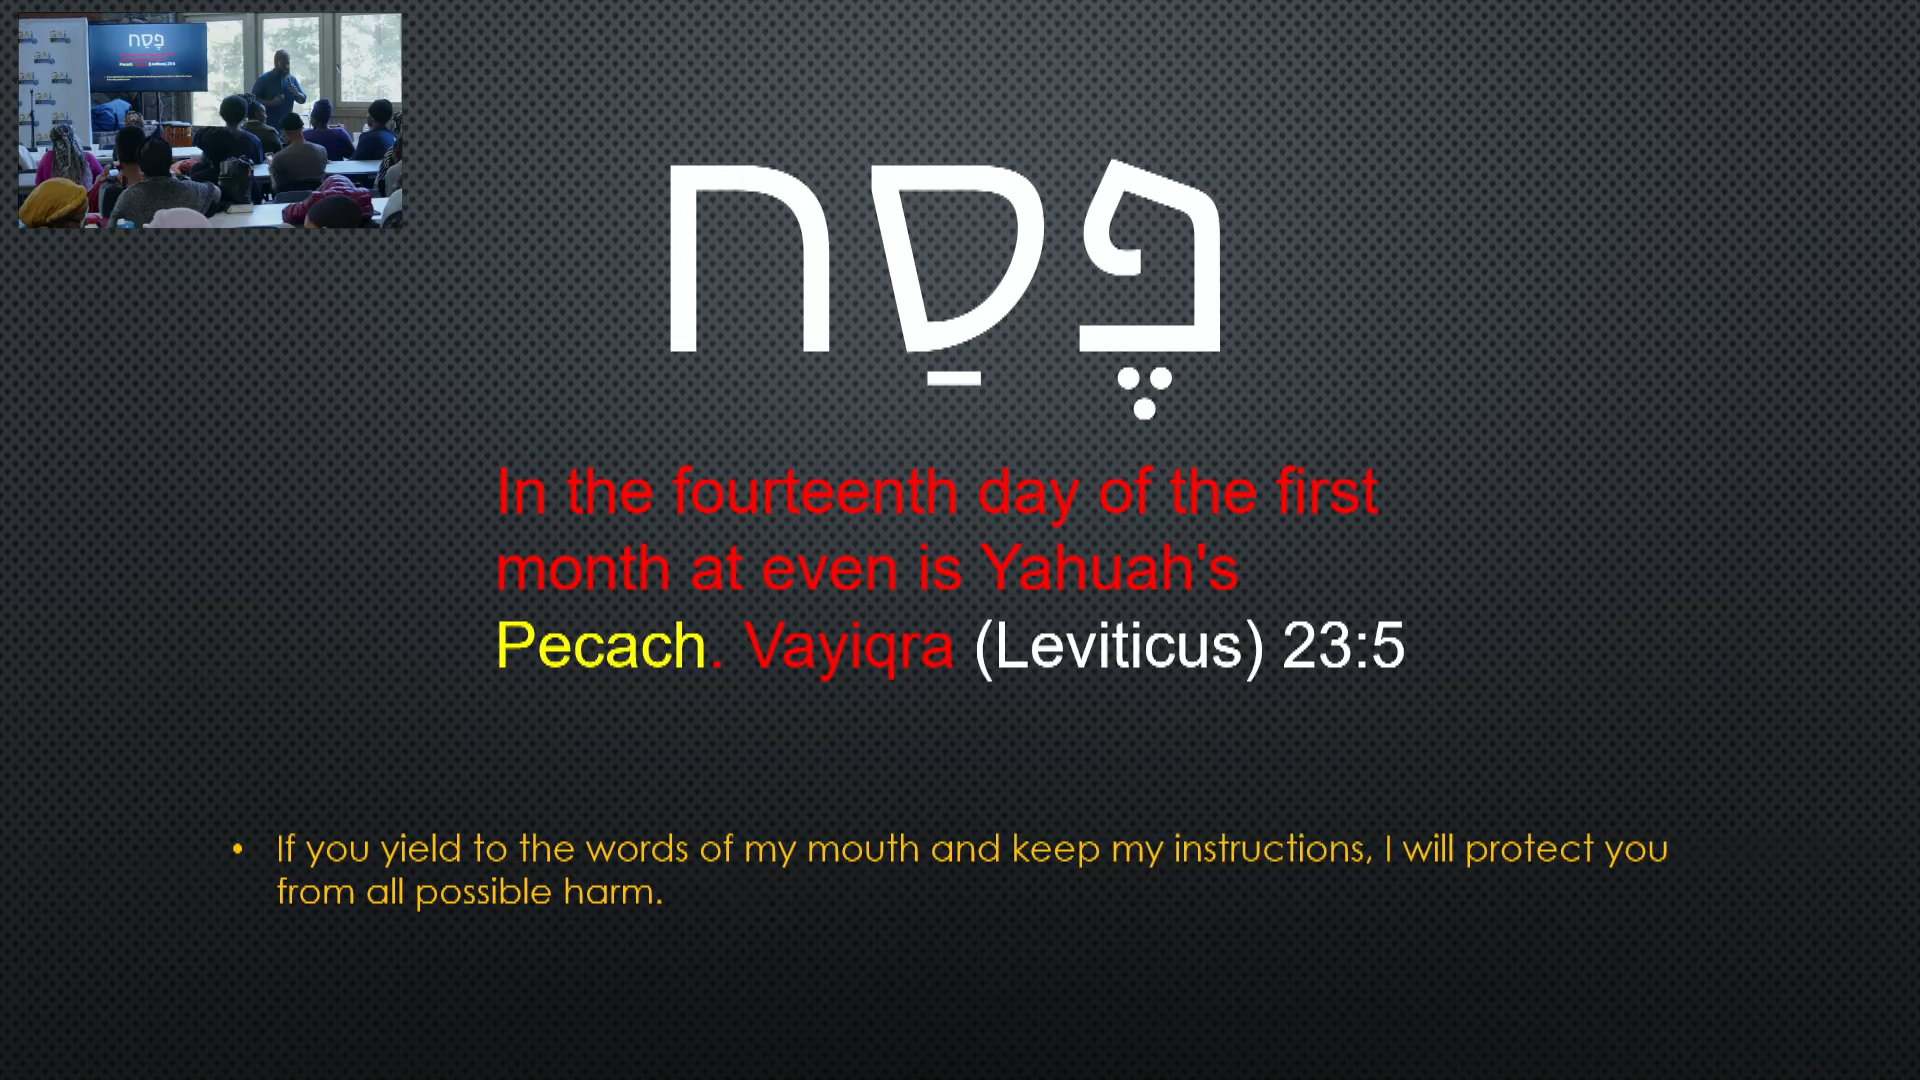 פֶּסַח
In the fourteenth day of the first
month at even is Yahuah's
Pecach. Vayiqra (Leviticus) 23:5
• If you yield to the words of my mouth and keep my instructions, I will protect you
from all possible harm.